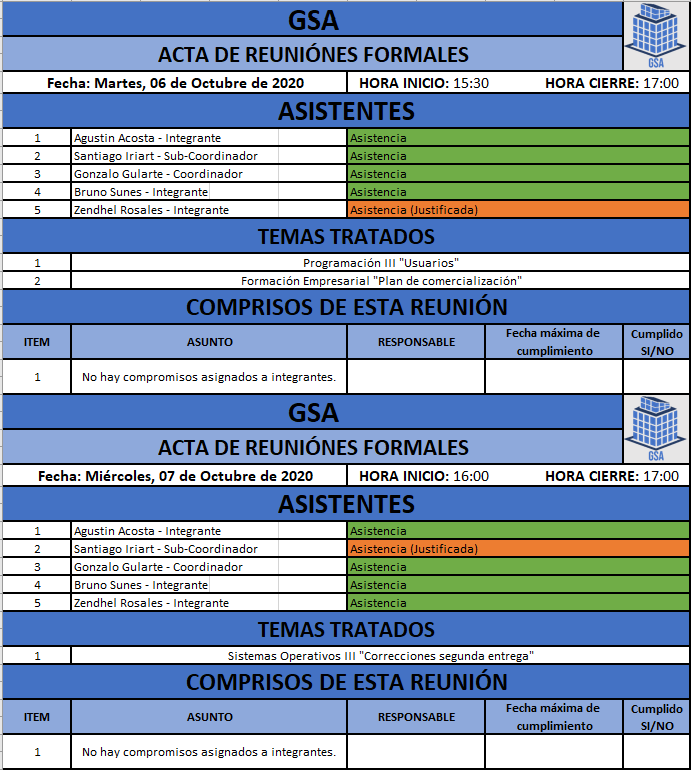 GSA
GSA
ACTA DE REUNIÓNES FORMALES
Fecha: Martes, 06 de Octubre de 2020 HORA INICIO: 15:30 HORA CIERRE: 17:00
ASISTENTES
1 Agustin Acosta - Integrante Asistencia
2 Santiago Iriart - Sub-Coordinador Asistencia
3 Gonzalo Gularte - Coordinador Asistencia
4 Bruno Sunes - Integrante Asistencia
5 Zendhel Rosales - Integrante Asistencia (Justificada)
TEMAS TRATADOS
1 Programación III "Usuarios"
2 Formación Empresarial "Plan de comercialización"
COMPRISOS DE ESTA REUNIÓN
ITEM ASUNTO RESPONSABLE Fecha máxima de cumplimiento Cumplido SI/NO
1 No hay compromisos asignados a integrantes.
GSA
GSA
ACTA DE REUNIÓNES FORMALES
Fecha: Miércoles, 07 de Octubre de 2020 HORA INICIO: 16:00 HORA CIERRE: 17:00
ASISTENTES
1 Agustin Acosta - Integrante Asistencia
2 Santiago Iriart - Sub-Coordinador Asistencia (Justificada)
3 Gonzalo Gularte - Coordinador Asistencia
4 Bruno Sunes - Integrante Asistencia
5 Zendhel Rosales - Integrante Asistencia
TEMAS TRATADOS
1 Sistemas Operativos III "Correcciones segunda entrega"
COMPRISOS DE ESTA REUNIÓN
ITEM ASUNTO RESPONSABLE Fecha máxima de cumplimiento Cumplido SI/NO
1 No hay compromisos asignados a integrantes.